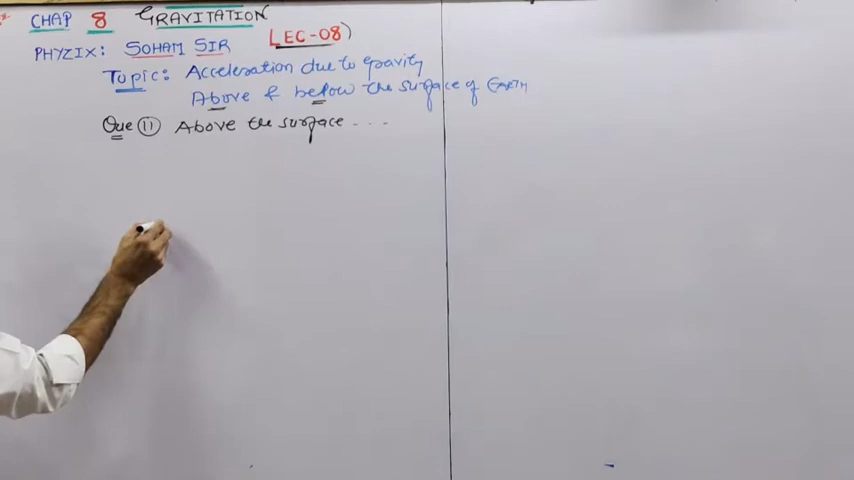 CHAP 8 GRAVITATION
PHYZIX: SOHAM SIR LEC-08)
Topic: Acceleration due to gravity
Above & below the surface of EARTH
Que (11) Above the surface ....